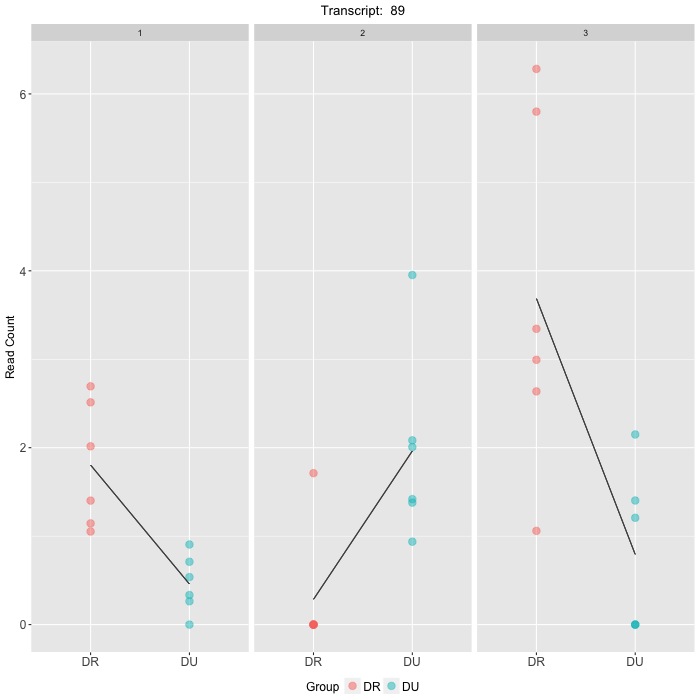 Transcript:  89
1 2 3
Read Count
6
4
2
0
DR DU DR DU DR DU
Group DR DU